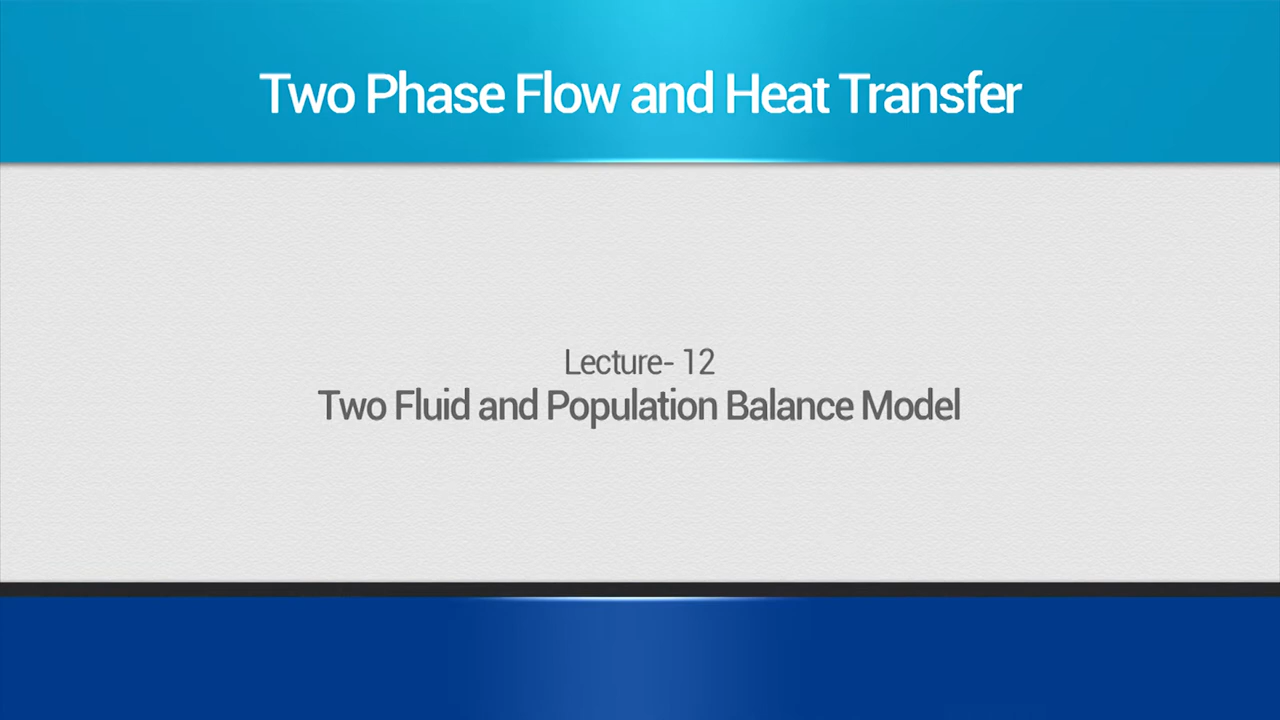 Two Phase Flow and Heat Transfer
Lecture- 12
Two Fluid and Population Balance Model